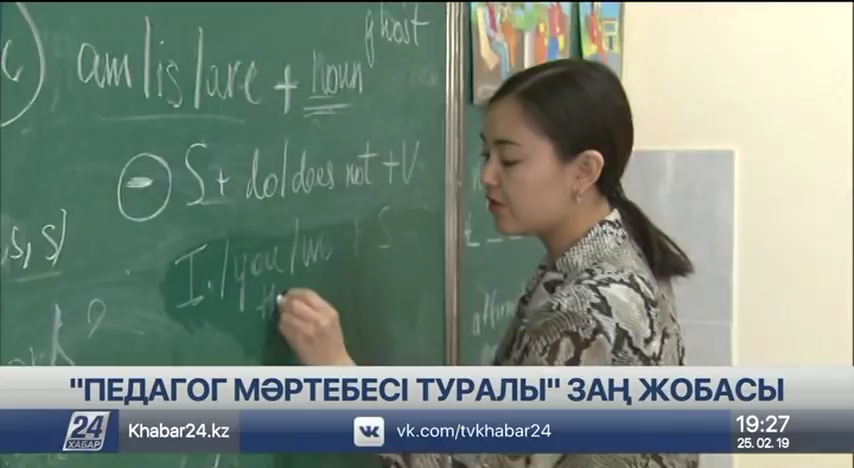 ghost
am/is/are + noun
- S + do/does not + V
s, s)
I /you/
"ПЕДАГОГ МӘРТЕБЕСІ ТУРАЛЫ" ЗАҢ ЖОБАСЫ
24
ХАБАР
Khabar24.kz
vk.com/tvkhabar24
19:27
25.02.19